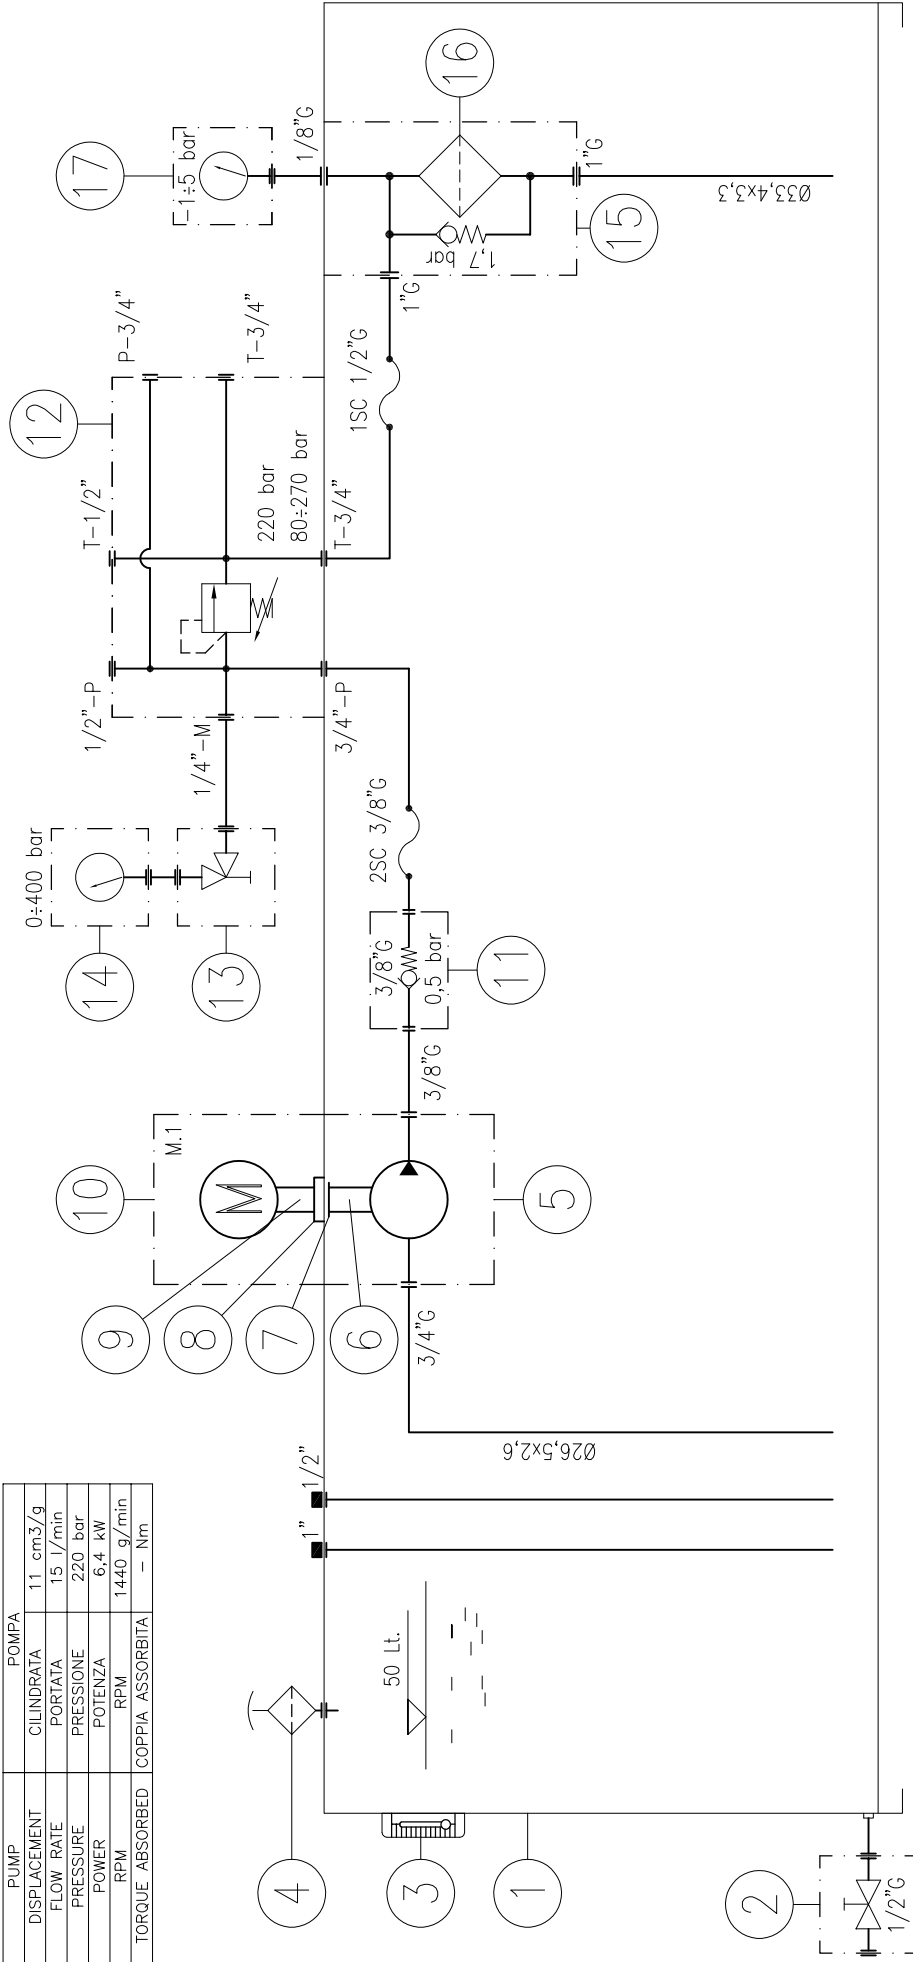 PUMP POMPA
DISPLACEMENT CILINDRATA 11 cm3/g
FLOW RATE PORTATA 15 l/min
PRESSURE PRESSIONE 220 bar
POWER POTENZA 6,4 kW
RPM RPM 1440 g/min
TORQUE ABSORBED COPPIA ASSORBITA - Nm
4
3
1
2
1/2"G
50 Lt.
1"
1/2"
Ø26,5x2,6
3/4"G
9
8
7
6
10
M.1
M
5
3/8"G
3/8"G
0,5 bar
11
2SC 3/8"G
14
0÷400 bar
13
1/4"-M
1/2"-P
3/4"-P
T-1/2"
12
P-3/4"
T-3/4"
220 bar
80÷270 bar
T-3/4"
1SC 1/2"G
1"G
17
-1÷5 bar
1/8"G
16
1,7 bar
15
1"G
Ø33,4x3,3